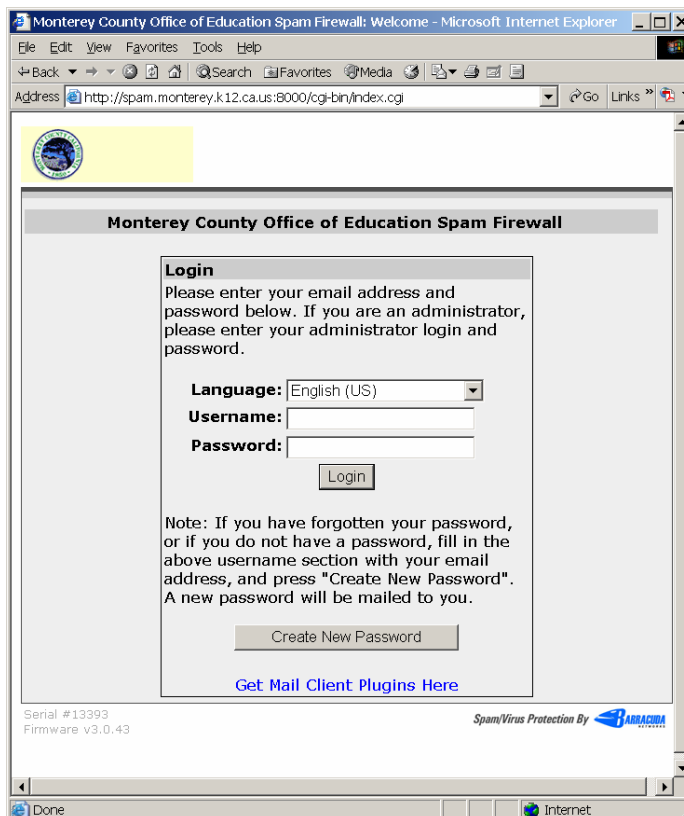 Monterey County Office of Education Spam Firewall: Welcome - Microsoft Internet Explorer
File Edit View Favorites Tools Help
Back Search Favorites Media
Address http://spam.monterey.k12.ca.us:8000/cgi-bin/index.cgi Go Links »
Monterey County Office of Education Spam Firewall
Login
Please enter your email address and
password below. If you are an administrator,
please enter your administrator login and
password.
Language: English (US)
Username:
Password:
Login
Note: If you have forgotten your password,
or if you do not have a password, fill in the
above username section with your email
address, and press "Create New Password".
A new password will be mailed to you.
Create New Password
Get Mail Client Plugins Here
Serial #13393
Firmware v3.0.43
Spam/Virus Protection By BARRACUDA
Done Internet